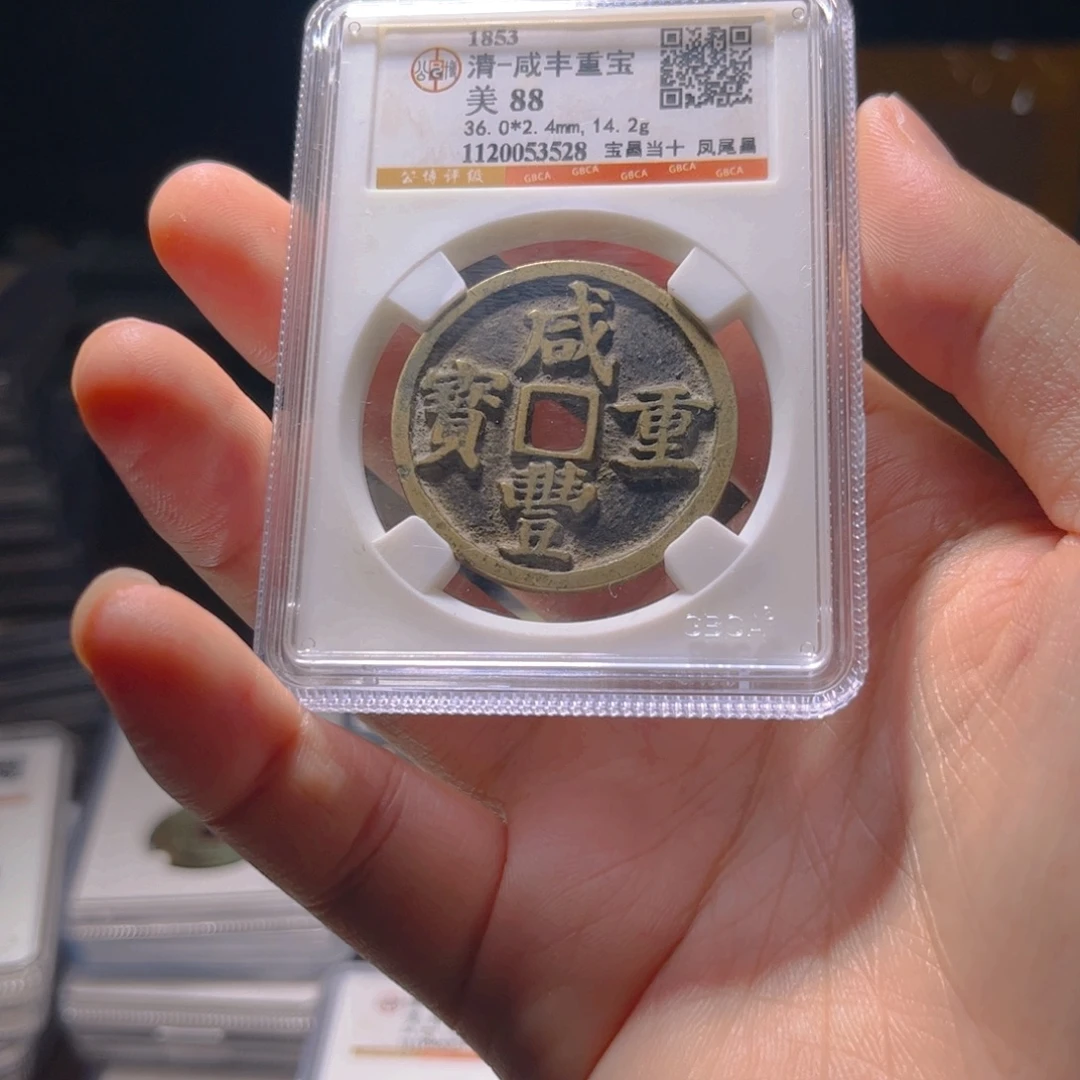 1853
清-咸丰重宝
美 88
36.0*2.4mm, 14.2g
1120053528 宝昌当十 凤尾昌
公博评级 GBCA GBCA GBCA GBCA GBCA
咸
寳 重
豐
GBCA